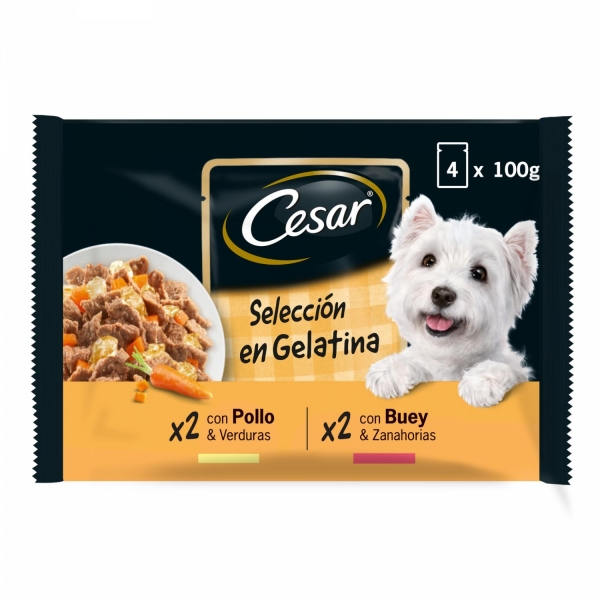 4 x 100g
Cesar®
Selección
en Gelatina
x2 con Pollo
& Verduras
x2 con Buey
& Zanahorias